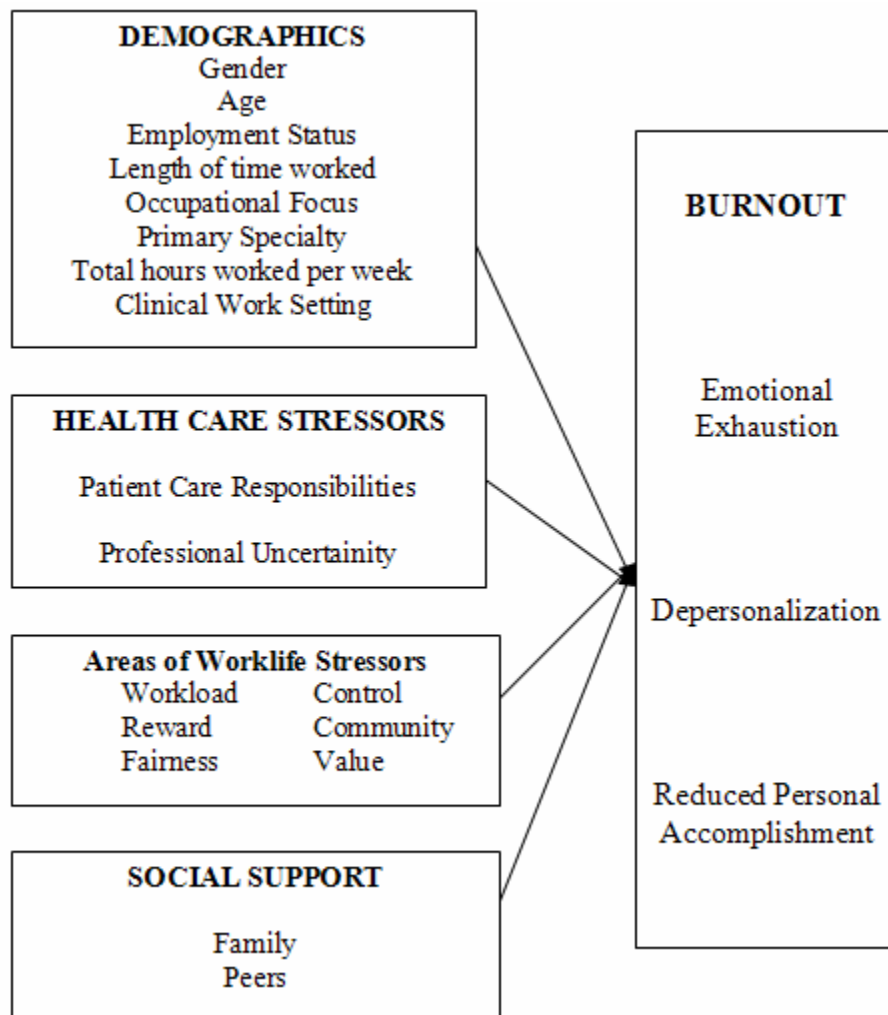 DEMOGRAPHICS
Gender
Age
Employment Status
Length of time worked
Occupational Focus
Primary Specialty
Total hours worked per week
Clinical Work Setting
HEALTH CARE STRESSORS
Patient Care Responsibilities
Professional Uncertainity
Areas of Worklife Stressors
Workload Control
Reward Community
Fairness Value
SOCIAL SUPPORT
Family
Peers
BURNOUT
Emotional
Exhaustion
Depersonalization
Reduced Personal
Accomplishment